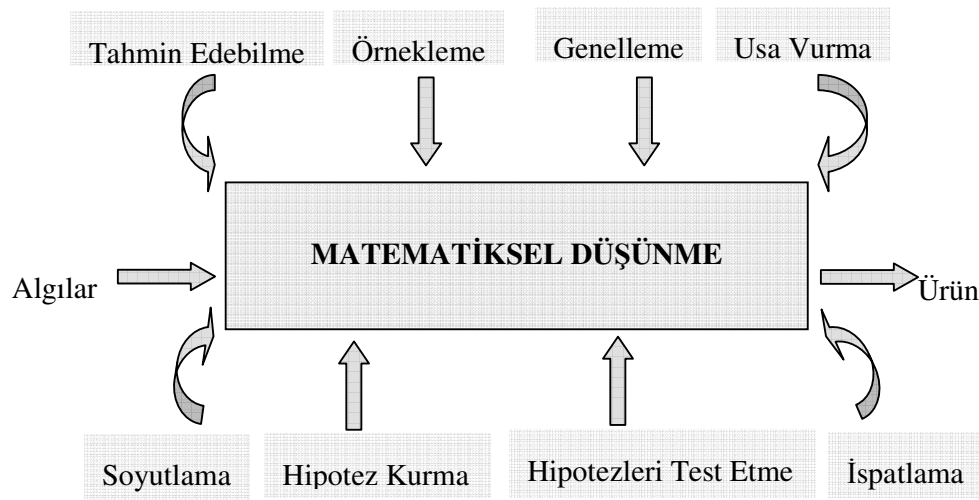 Tahmin Edebilme
Örnekleme
Genelleme
Usa Vurma
MATEMATİKSEL DÜŞÜNME
Algılar
Ürün
Soyutlama
Hipotez Kurma
Hipotezleri Test Etme
İspatlama